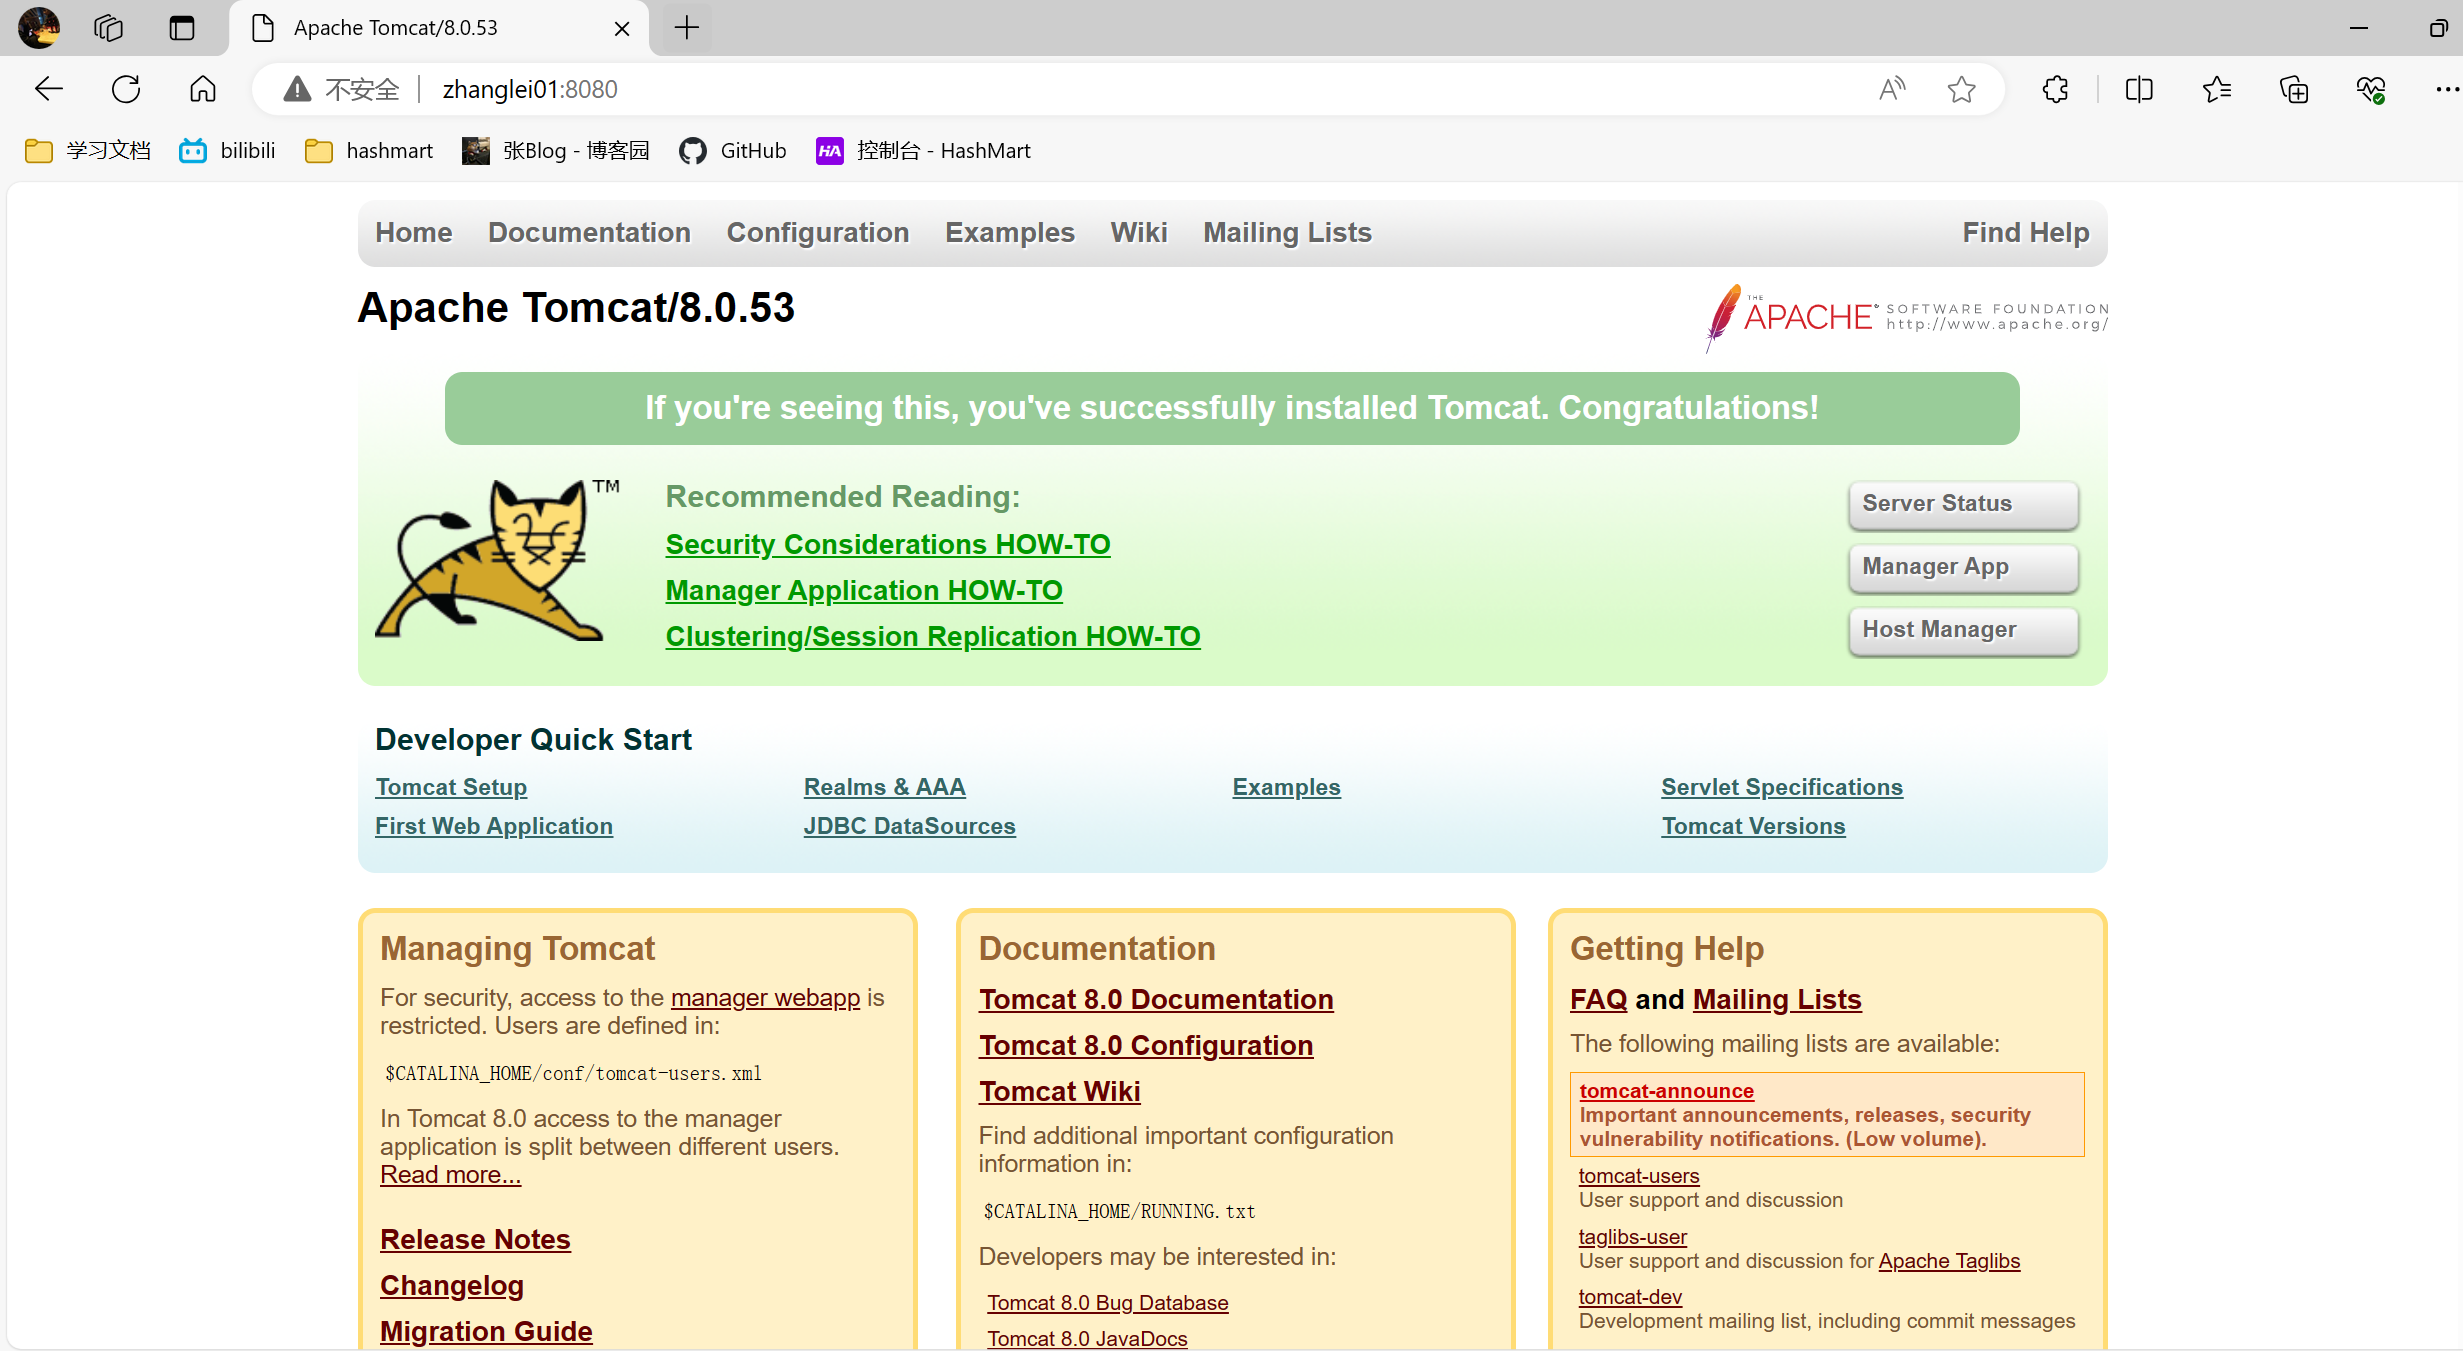 Apache Tomcat/8.0.53
不安全 zhanglei01:8080
学习文档 bilibili hashmart 张Blog - 博客园 GitHub HA 控制台 - HashMart
Home Documentation Configuration Examples Wiki Mailing Lists Find Help
Apache Tomcat/8.0.53
THE APACHE SOFTWARE FOUNDATION
http://www.apache.org/
If you're seeing this, you've successfully installed Tomcat. Congratulations!
TM
Recommended Reading:
Security Considerations HOW-TO
Manager Application HOW-TO
Clustering/Session Replication HOW-TO
Server Status
Manager App
Host Manager
Developer Quick Start
Tomcat Setup
First Web Application
Realms & AAA
JDBC DataSources
Examples
Servlet Specifications
Tomcat Versions
Managing Tomcat
For security, access to the manager webapp is
restricted. Users are defined in:
$CATALINA_HOME/conf/tomcat-users.xml
In Tomcat 8.0 access to the manager
application is split between different users.
Read more...
Release Notes
Changelog
Migration Guide
Documentation
Tomcat 8.0 Documentation
Tomcat 8.0 Configuration
Tomcat Wiki
Find additional important configuration
information in:
$CATALINA_HOME/RUNNING.txt
Developers may be interested in:
Tomcat 8.0 Bug Database
Tomcat 8.0 JavaDocs
Getting Help
FAQ and Mailing Lists
The following mailing lists are available:
tomcat-announce
Important announcements, releases, security
vulnerability notifications. (Low volume).
tomcat-users
User support and discussion
taglibs-user
User support and discussion for Apache Taglibs
tomcat-dev
Development mailing list, including commit messages